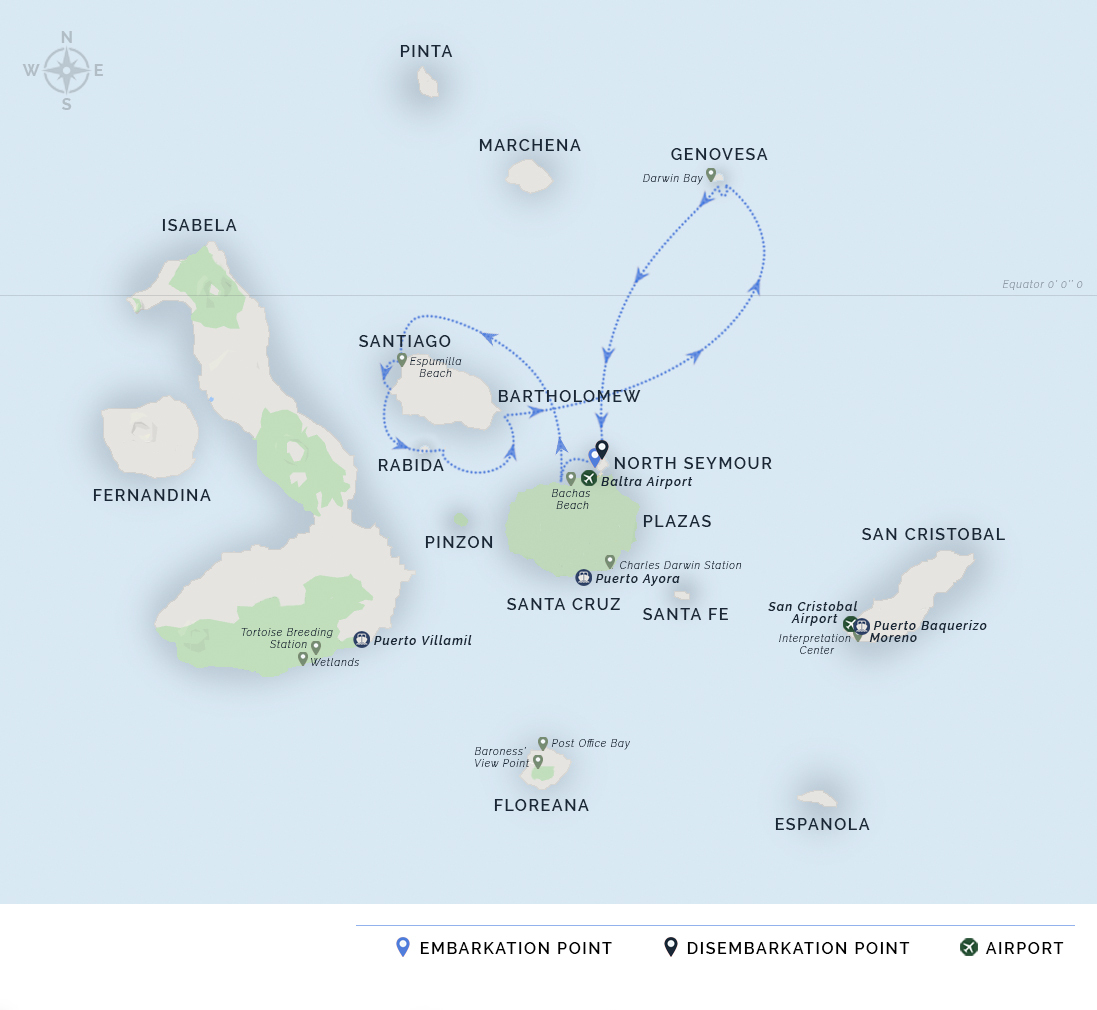 N
W E
S
PINTA
MARCHENA
GENOVESA
Darwin Bay
ISABELA
Equator 0' 0'' 0
SANTIAGO
Espumilla
Beach
BARTHOLOMEW
RABIDA
NORTH SEYMOUR
Baltra Airport
Bachas
Beach
FERNANDINA
PLAZAS
PINZON
SAN CRISTOBAL
Charles Darwin Station
Puerto Ayora
SANTA CRUZ
SANTA FE
San Cristobal
Airport
Puerto Baquerizo
Moreno
Interpretation
Center
Tortoise Breeding
Station
Wetlands
Puerto Villamil
Post Office Bay
Baroness'
View Point
FLOREANA
ESPANOLA
EMBARKATION POINT
DISEMBARKATION POINT
AIRPORT